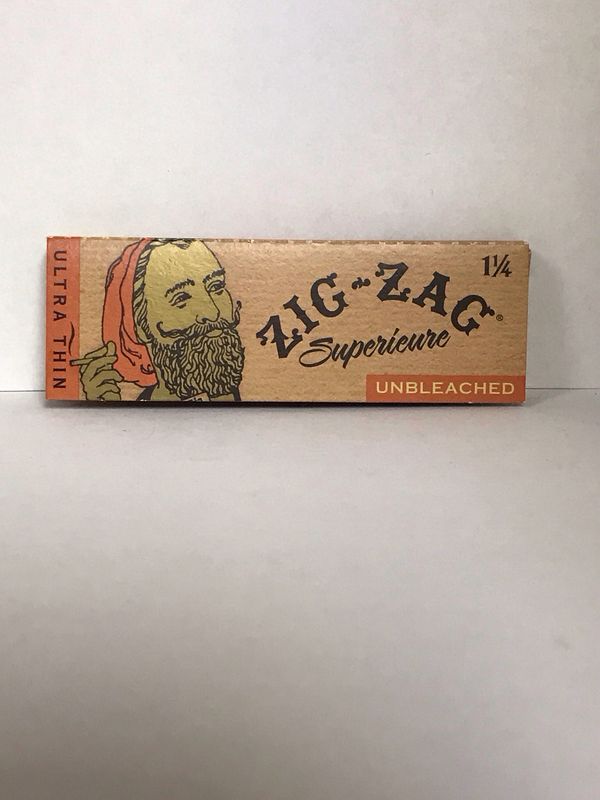 ULTRA THIN
ZIG-ZAG®
Superieure
1¼
UNBLEACHED